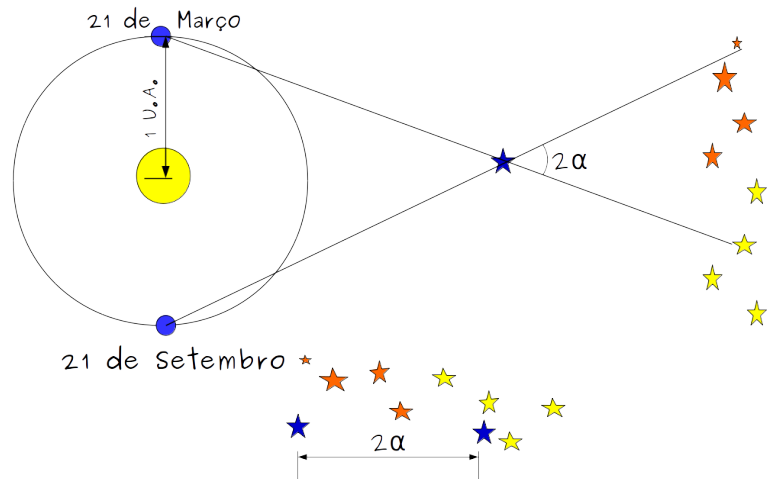 21 de Março
1 U.A.
2α
21 de Setembro
2α